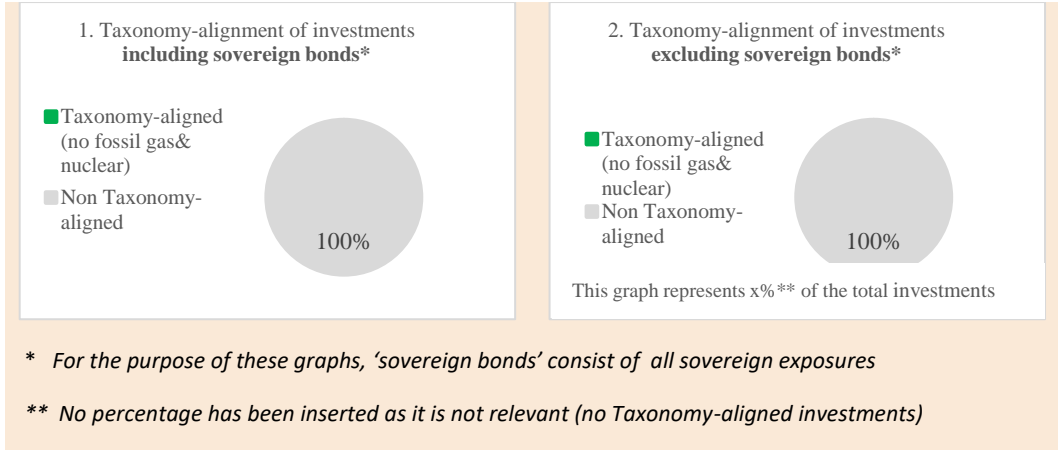 1. Taxonomy-alignment of investments
including sovereign bonds*
Taxonomy-aligned
(no fossil gas&
nuclear)
Non Taxonomy-
aligned
100%
2. Taxonomy-alignment of investments
excluding sovereign bonds*
Taxonomy-aligned
(no fossil gas&
nuclear)
Non Taxonomy-
aligned
100%
This graph represents x%** of the total investments
* For the purpose of these graphs, ‘sovereign bonds’ consist of all sovereign exposures
** No percentage has been inserted as it is not relevant (no Taxonomy-aligned investments)